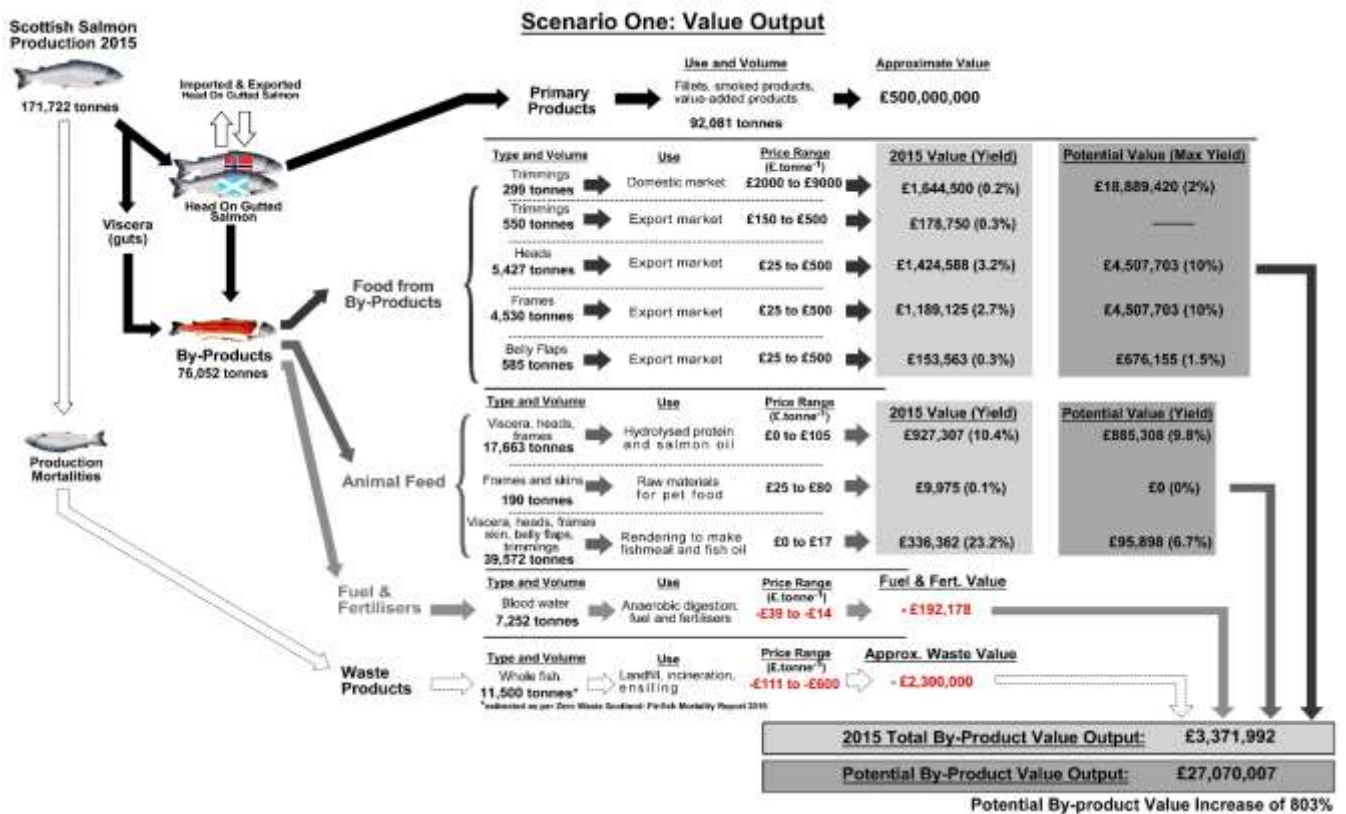 Scenario One: Value Output
Scottish Salmon
Production 2015
171,722 tonnes
Imported & Exported
Head On Gutted Salmon
Head On Gutted
Salmon
Viscera
(guts)
By-Products
76,052 tonnes
Production
Mortalities
Primary
Products
Use and Volume
Fillets, smoked products,
value-added products
92,081 tonnes
Approximate Value
£500,000,000
Food from
By-Products
Type and Volume
Use
Price Range
(£.tonne⁻¹)
2015 Value (Yield)
Potential Value (Max Yield)
Trimmings
299 tonnes
Domestic market
£2000 to £9000
£1,644,500 (0.2%)
£18,889,420 (2%)
Trimmings
550 tonnes
Export market
£150 to £500
£178,750 (0.3%)
Heads
5,427 tonnes
Export market
£25 to £500
£1,424,588 (3.2%)
£4,507,703 (10%)
Frames
4,530 tonnes
Export market
£25 to £500
£1,189,125 (2.7%)
£4,507,703 (10%)
Belly Flaps
585 tonnes
Export market
£25 to £500
£153,563 (0.3%)
£676,155 (1.5%)
Animal Feed
Type and Volume
Use
Price Range
(£.tonne⁻¹)
2015 Value (Yield)
Potential Value (Yield)
Viscera, heads,
frames
17,663 tonnes
Hydrolysed protein
and salmon oil
£0 to £105
£927,307 (10.4%)
£885,308 (9.8%)
Frames and skins
190 tonnes
Raw materials
for pet food
£25 to £80
£9,975 (0.1%)
£0 (0%)
Viscera, heads, frames
skin, belly flaps,
trimmings
39,572 tonnes
Rendering to make
fishmeal and fish oil
£0 to £17
£336,362 (23.2%)
£95,898 (6.7%)
Fuel &
Fertilisers
Type and Volume
Use
Price Range
(£.tonne⁻¹)
Fuel & Fert. Value
Blood water
7,252 tonnes
Anaerobic digestion:
fuel and fertilisers
-£39 to -£14
- £192,178
Waste
Products
Type and Volume
Use
Price Range
(£.tonne⁻¹)
Approx. Waste Value
Whole fish
11,500 tonnes*
Landfill, incineration,
ensiling
-£111 to -£600
- £2,300,000
*estimated as per Zero Waste Scotland: Finfish Mortality Report 2016
2015 Total By-Product Value Output: £3,371,992
Potential By-Product Value Output: £27,070,007
Potential By-product Value Increase of 803%